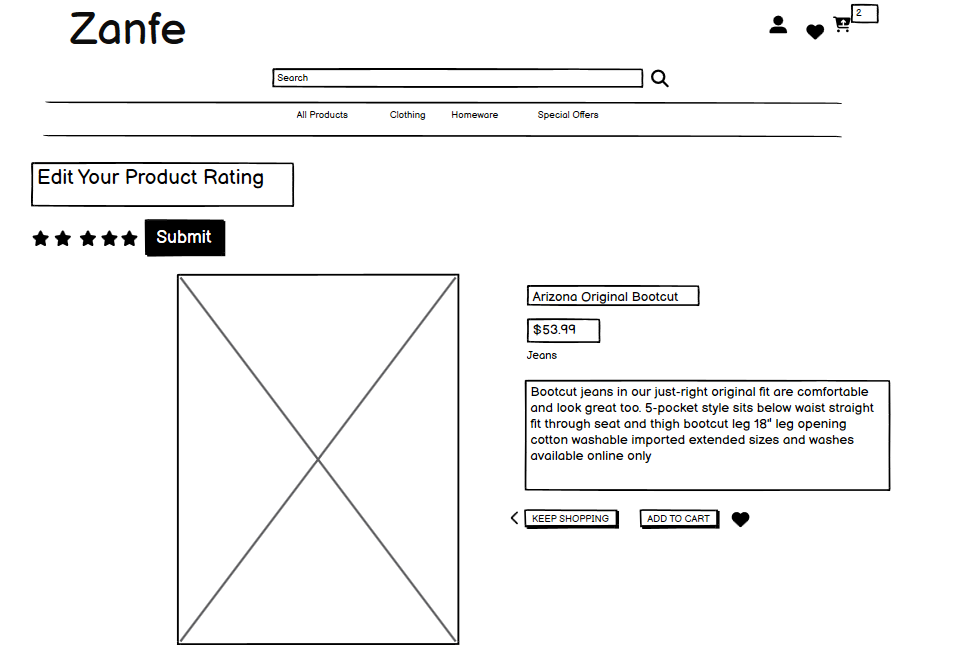 Zanfe
2
Search
All Products Clothing Homeware Special Offers
Edit Your Product Rating
Submit
Arizona Original Bootcut
$53.99
Jeans
Bootcut jeans in our just-right original fit are comfortable
and look great too. 5-pocket style sits below waist straight
fit through seat and thigh bootcut leg 18" leg opening
cotton washable imported extended sizes and washes
available online only
KEEP SHOPPING ADD TO CART